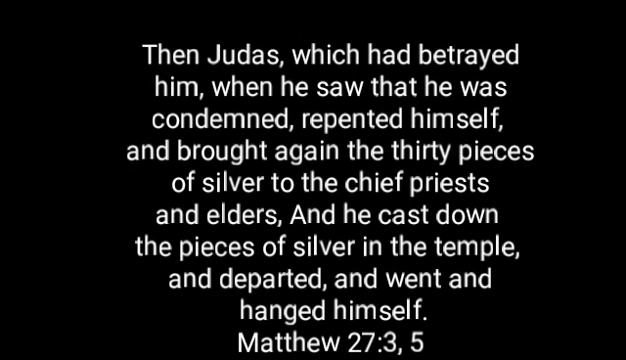 Then Judas, which had betrayed
him, when he saw that he was
condemned, repented himself,
and brought again the thirty pieces
of silver to the chief priests
and elders, And he cast down
the pieces of silver in the temple,
and departed, and went and
hanged himself.
Matthew 27:3, 5